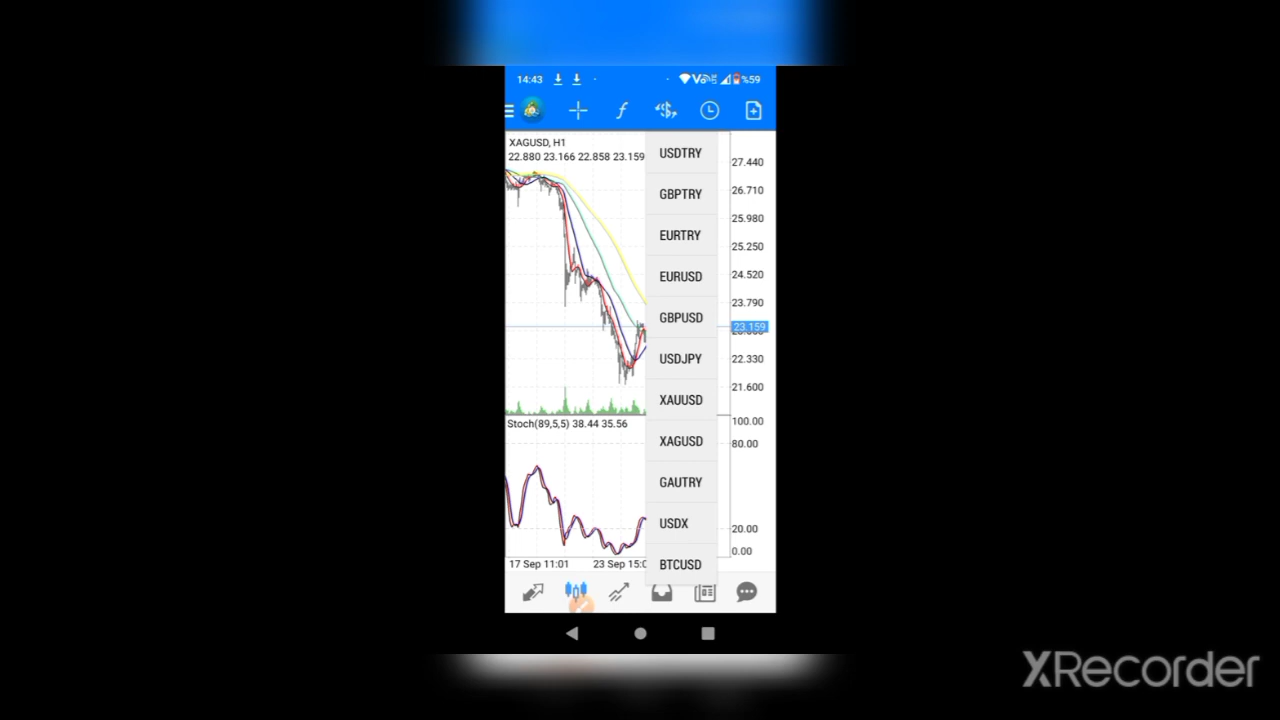 14:43
%59
XAGUSD, H1
22.880 23.166 22.858 23.159
USDTRY
GBPTRY
EURTRY
EURUSD
GBPUSD
USDJPY
XAUUSD
XAGUSD
GAUTRY
USDX
BTCUSD
27.440
26.710
25.980
25.250
24.520
23.790
23.159
22.330
21.600
Stoch(89,5,5) 38.44 35.56
100.00
80.00
20.00
0.00
17 Sep 11:01
23 Sep 15:0
XRecorder